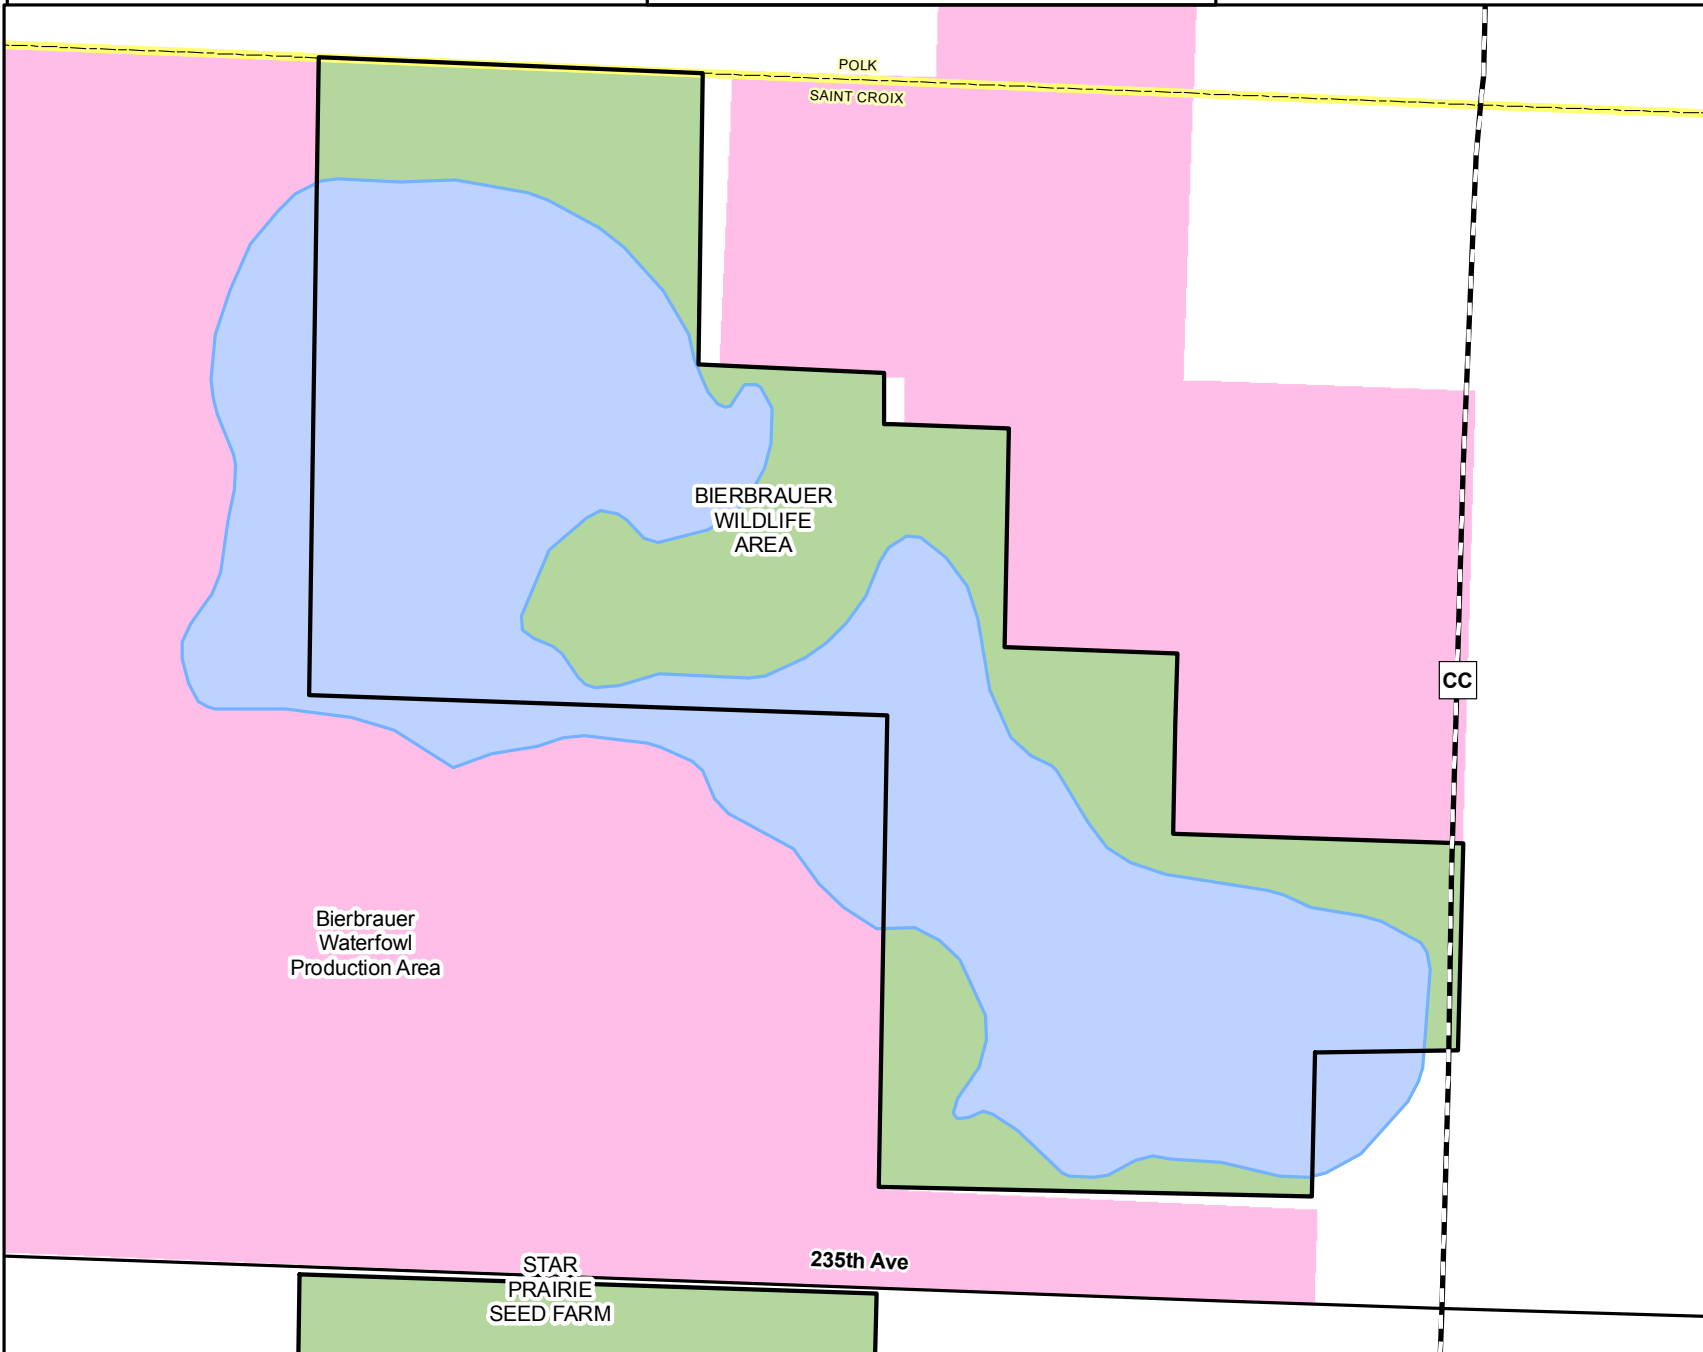 POLK
SAINT CROIX
BIERBRAUER
WILDLIFE
AREA
CC
Bierbrauer
Waterfowl
Production Area
235th Ave
STAR
PRAIRIE
SEED FARM